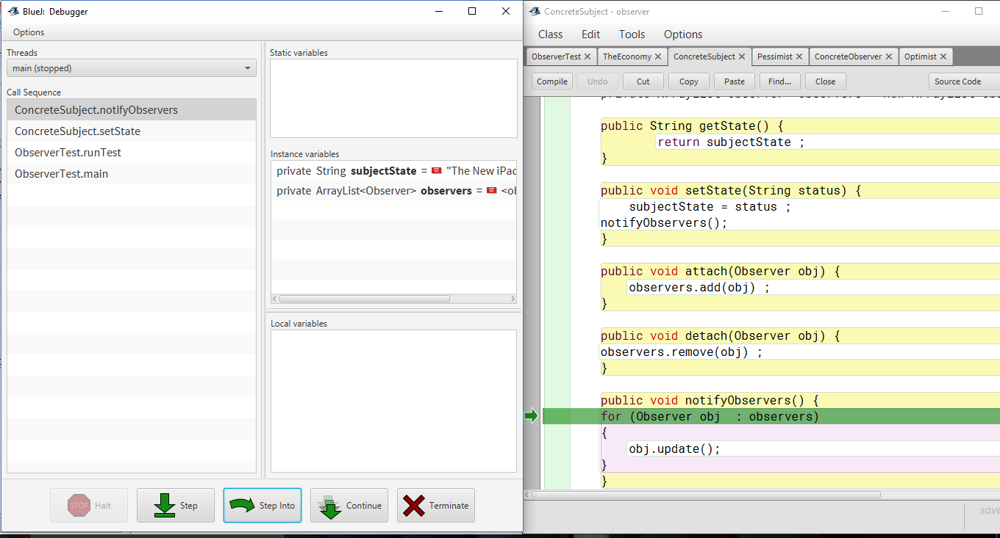 BlueJ: Debugger
Options
Threads
main (stopped)
Call Sequence
ConcreteSubject.notifyObservers
ConcreteSubject.setState
ObserverTest.runTest
ObserverTest.main
Static variables
Instance variables
private String subjectState = "The New iPac
private ArrayList<Observer> observers = <ob
Local variables
STOP Halt
Step
Step Into
Continue
Terminate
ConcreteSubject - observer
Class Edit Tools Options
ObserverTest TheEconomy ConcreteSubject Pessimist ConcreteObserver Optimist
Compile Undo Cut Copy Paste Find... Close Source Code
public String getState() {
return subjectState ;
}
public void setState(String status) {
subjectState = status ;
notifyObservers();
}
public void attach(Observer obj) {
observers.add(obj) ;
}
public void detach(Observer obj) {
observers.remove(obj) ;
}
public void notifyObservers() {
for (Observer obj  : observers)
{
obj.update();
}
}
save